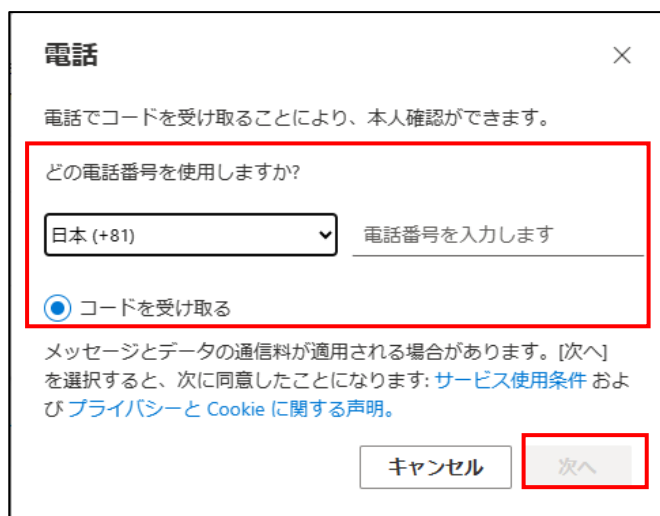 電話
電話でコードを受け取ることにより、本人確認ができます。
どの電話番号を使用しますか?
日本 (+81)
電話番号を入力します
コードを受け取る
メッセージとデータの通信料が適用される場合があります。[次へ]
を選択すると、次に同意したことになります: サービス使用条件 およ
び プライバシーと Cookie に関する声明。
キャンセル
次へ